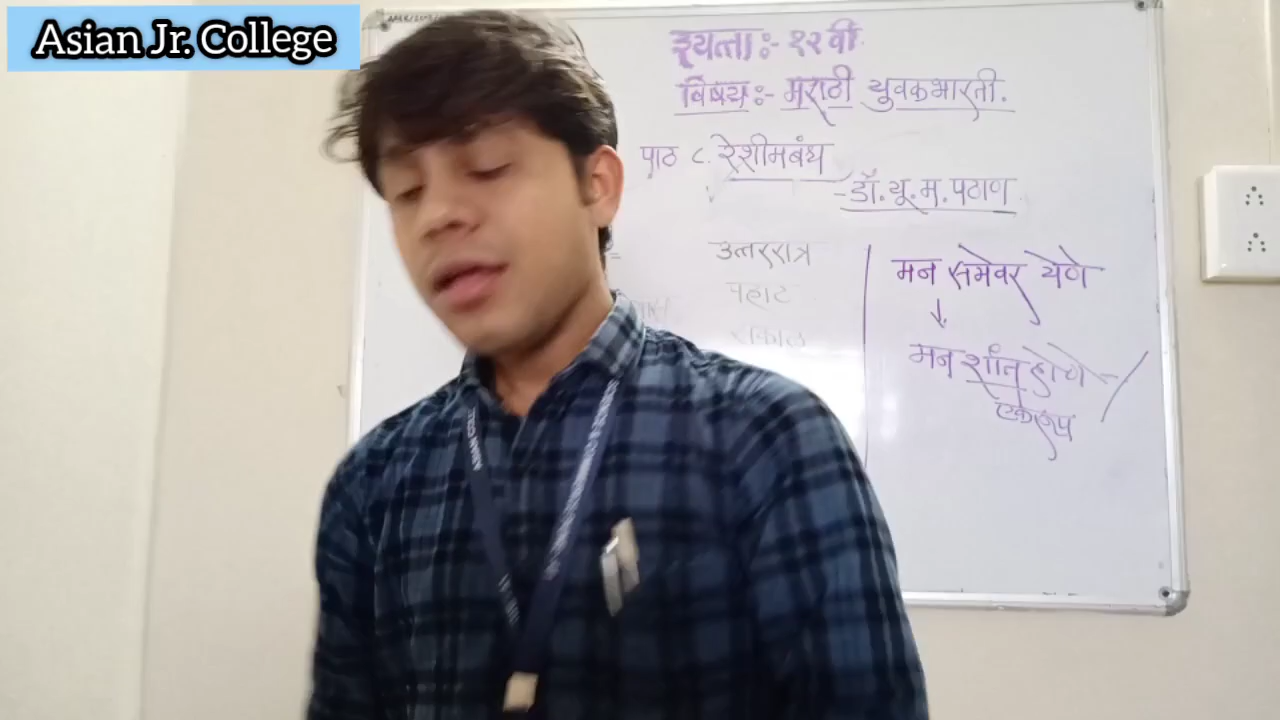 Asian Jr. College
इयत्ता :- १२वी.
विषय :- मराठी युवकभारती.
पाठ ८. रेशीमबंध
- डॉ. यू. म. पठाण
= उत्तररात्र
पहाट
मन समेवर येणे
↓
मन शांत होणे -
एकरूप